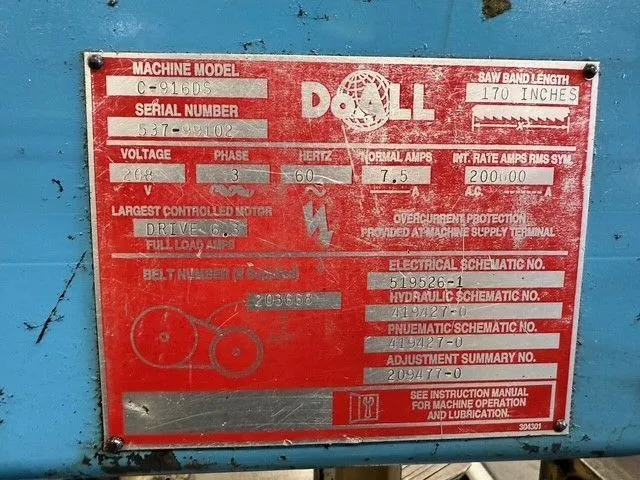 MACHINE MODEL
C-916DS
SERIAL NUMBER
DoALL
SAW BAND LENGTH
170 INCHES
VOLTAGE
208
V
PHASE
3
HERTZ
60
NORMAL AMPS
7.5
A
INT. RATE AMPS RMS SYM.
200000
A.C. A
LARGEST CONTROLLED MOTOR
DRIVE 6.3
FULL LOAD AMPS
OVERCURRENT PROTECTION
PROVIDED AT MACHINE SUPPLY TERMINAL
BELT NUMBER (If Supplied)
203668
ELECTRICAL SCHEMATIC NO.
519526-1
HYDRAULIC SCHEMATIC NO.
419427-0
PNUEMATIC SCHEMATIC NO.
419427-0
ADJUSTMENT SUMMARY NO.
209477-0
SEE INSTRUCTION MANUAL
FOR MACHINE OPERATION
AND LUBRICATION.
304301